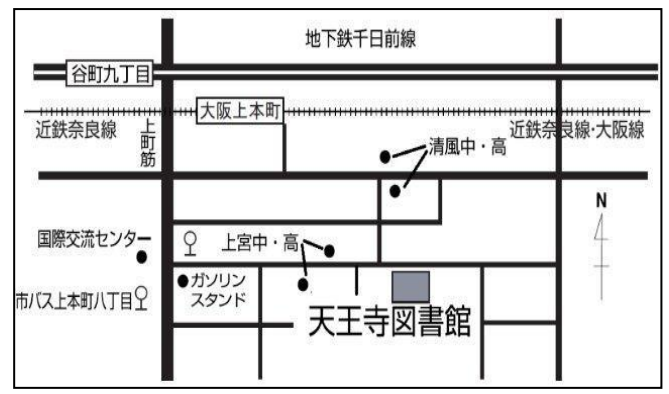 地下鉄千日前線
谷町九丁目
大阪上本町
近鉄奈良線
上町筋
近鉄奈良線・大阪線
清風中・高
N
国際交流センター
上宮中・高
ガソリン
スタンド
市バス上本町八丁目
天王寺図書館